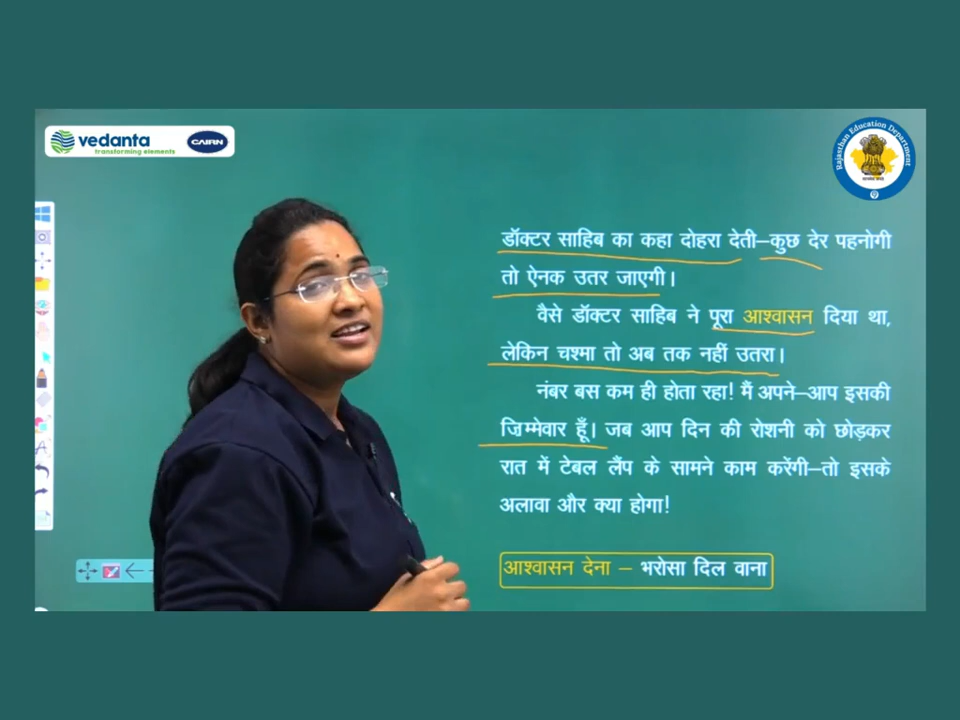 vedanta
transforming elements
CAIRN
Rajasthan Education Department
डॉक्टर साहिब का कहा दोहरा देती–कुछ देर पहनोगी
तो ऐनक उतर जाएगी।
वैसे डॉक्टर साहिब ने पूरा आश्वासन दिया था,
लेकिन चश्मा तो अब तक नहीं उतरा।
नंबर बस कम ही होता रहा! मैं अपने–आप इसकी
ज़िम्मेवार हूँ। जब आप दिन की रोशनी को छोड़कर
रात में टेबल लैंप के सामने काम करेंगी–तो इसके
अलावा और क्या होगा!
आश्वासन देना – भरोसा दिल वाना